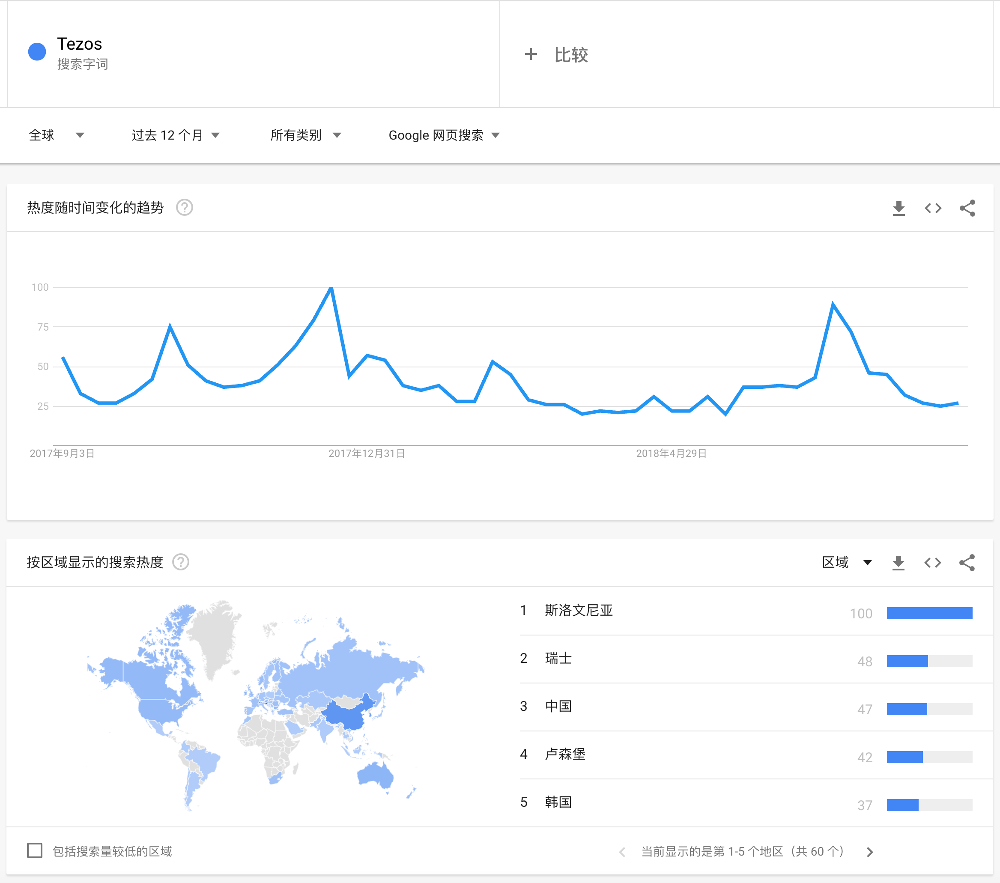 Tezos
搜索字词
+ 比较
全球
过去 12 个月
所有类别
Google 网页搜索
热度随时间变化的趋势
100
75
50
25
2017年9月3日
2017年12月31日
2018年4月29日
按区域显示的搜索热度
区域
1 斯洛文尼亚 100
2 瑞士 48
3 中国 47
4 卢森堡 42
5 韩国 37
包括搜索量较低的区域
当前显示的是第 1-5 个地区（共 60 个）